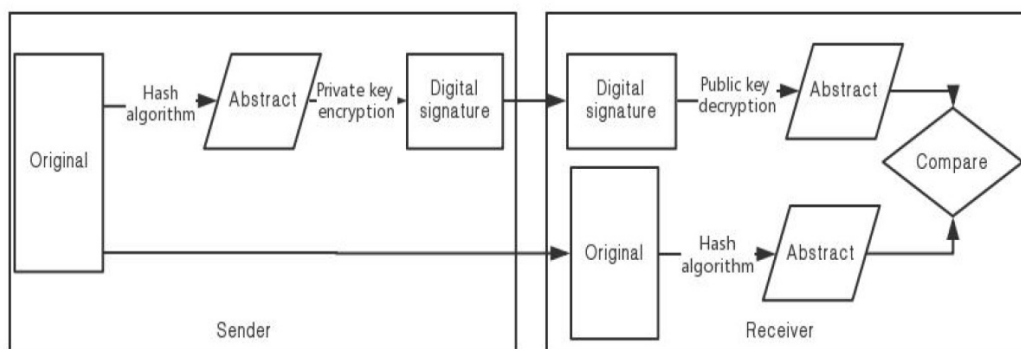 Original
Hash
algorithm
Abstract
Private key
encryption
Digital
signature
Sender
Digital
signature
Public key
decryption
Abstract
Compare
Original
Hash
algorithm
Abstract
Receiver